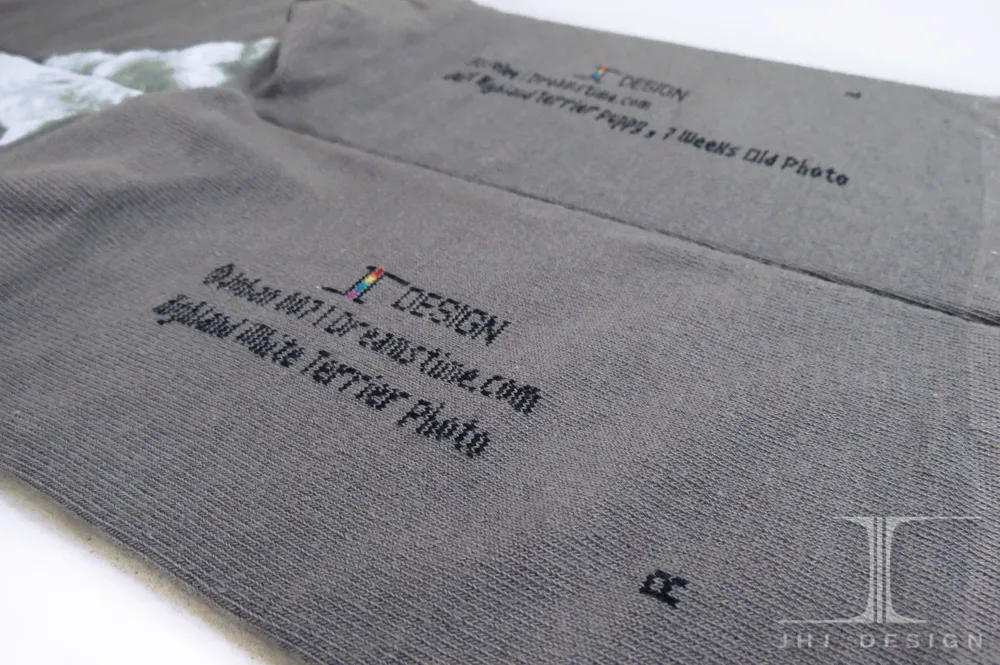 DESIGN
Dreamstime.com
Highland Terrier Puppy, 7 Weeks Old Photo
DESIGN
| Dreamstime.com
Highland White Terrier Photo
R
JHJ DESIGN